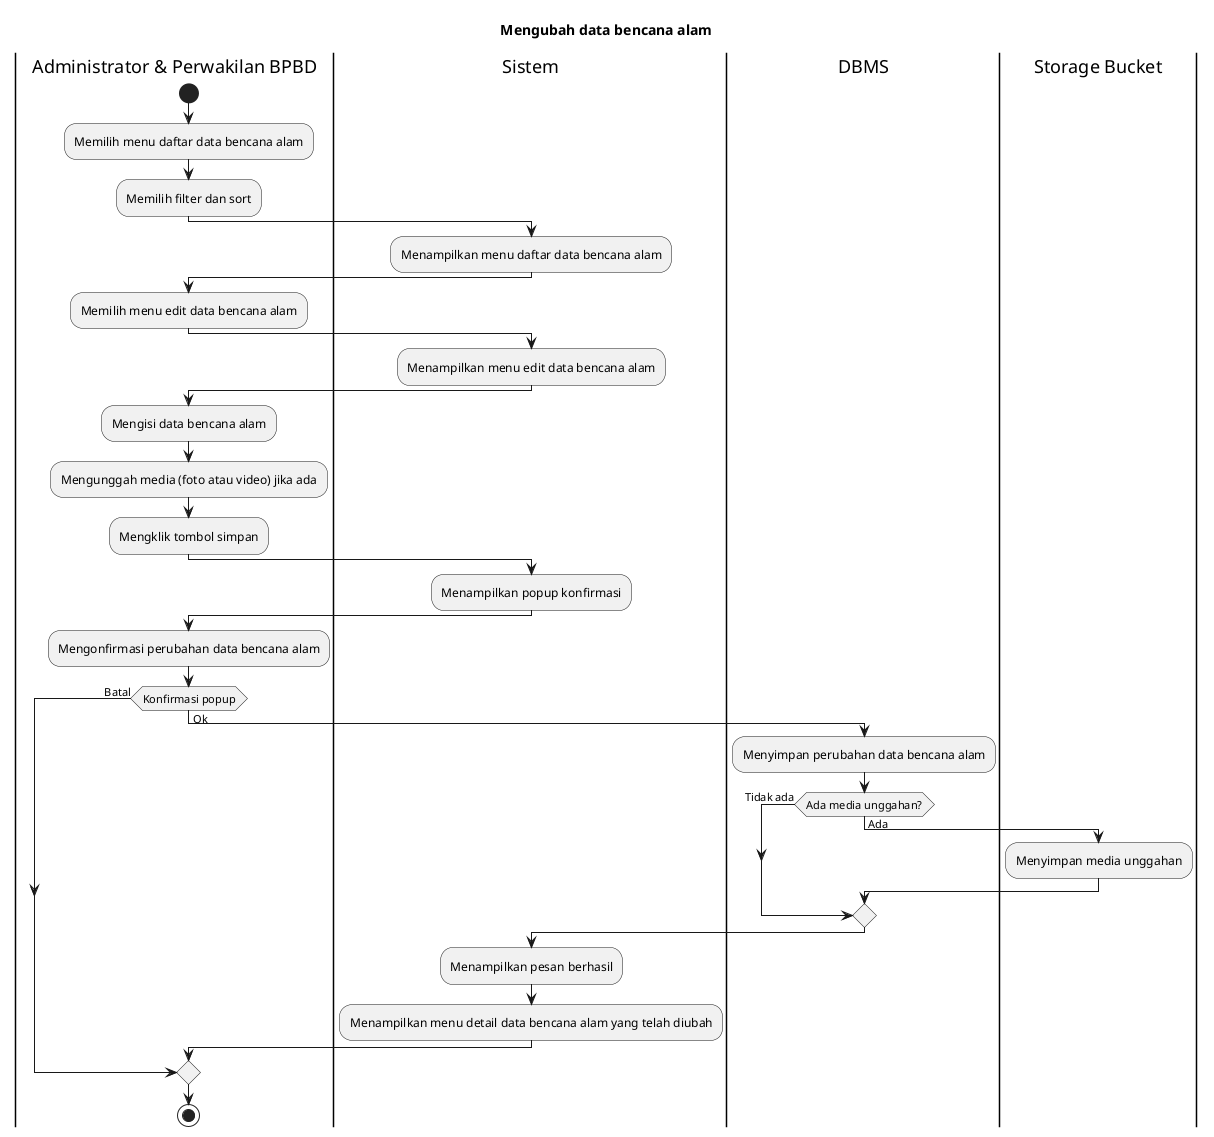 Mengubah data bencana alam
Administrator & Perwakilan BPBD
Sistem
DBMS
Storage Bucket
Memilih menu daftar data bencana alam
Memilih filter dan sort
Menampilkan menu daftar data bencana alam
Memilih menu edit data bencana alam
Menampilkan menu edit data bencana alam
Mengisi data bencana alam
Mengunggah media (foto atau video) jika ada
Mengklik tombol simpan
Menampilkan popup konfirmasi
Mengonfirmasi perubahan data bencana alam
Batal
Konfirmasi popup
Ok
Menyimpan perubahan data bencana alam
Tidak ada
Ada media unggahan?
Ada
Menyimpan media unggahan
Menampilkan pesan berhasil
Menampilkan menu detail data bencana alam yang telah diubah